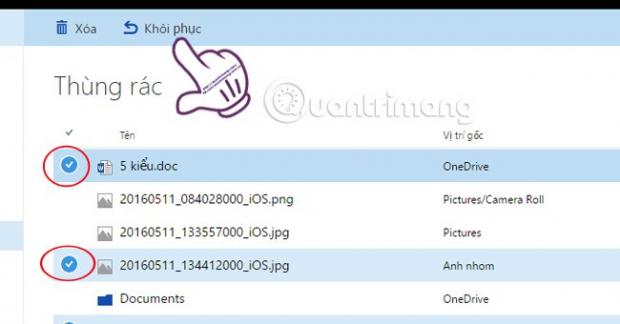 Xóa Khôi phục
Thùng rác
Quantrimang
Tên Vị trí gốc
5 kiểu.doc OneDrive
20160511_084028000_iOS.png Pictures/Camera Roll
20160511_133557000_iOS.jpg Pictures
20160511_134412000_iOS.jpg Anh nhom
Documents OneDrive